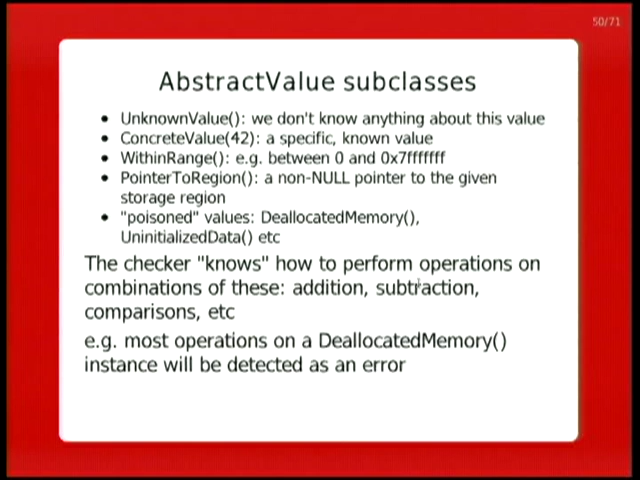 50/71
AbstractValue subclasses
• UnknownValue(): we don't know anything about this value
• ConcreteValue(42): a specific, known value
• WithinRange(): e.g. between 0 and 0x7fffffff
• PointerToRegion(): a non-NULL pointer to the given
storage region
• "poisoned" values: DeallocatedMemory(),
UninitializedData() etc
The checker "knows" how to perform operations on
combinations of these: addition, subtraction,
comparisons, etc
e.g. most operations on a DeallocatedMemory()
instance will be detected as an error